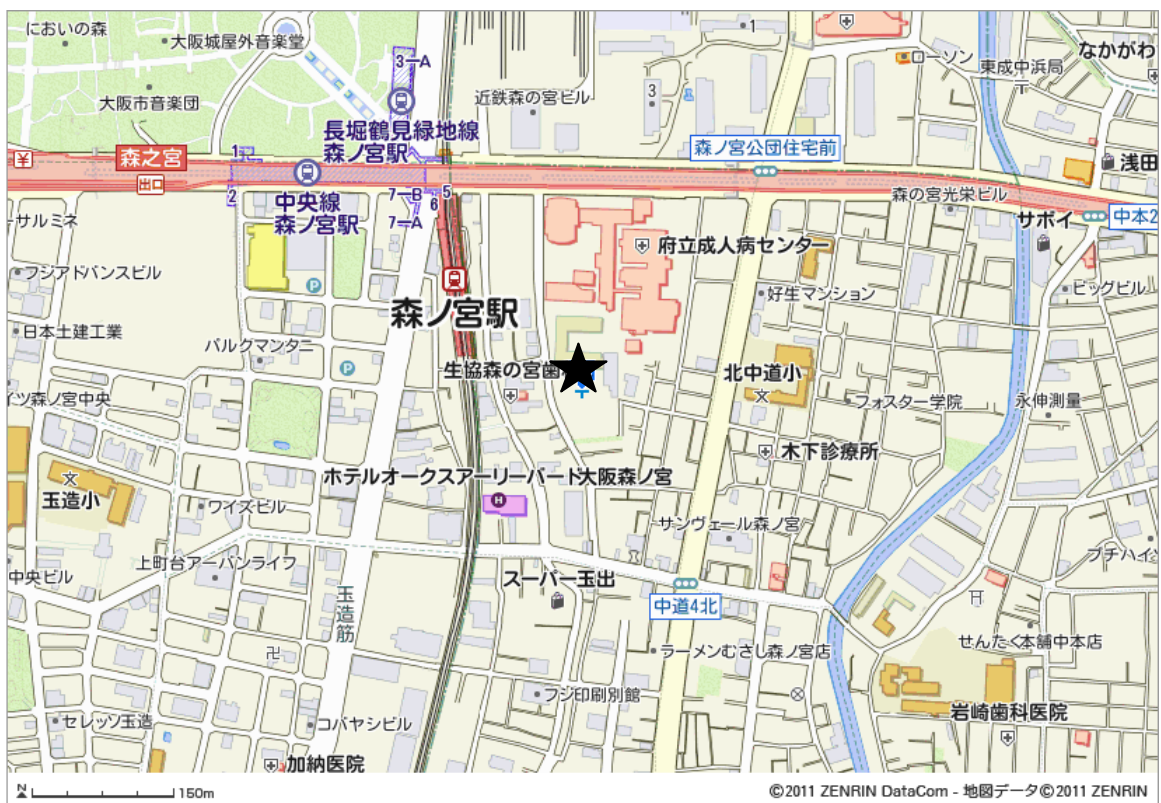 においの森
大阪城屋外音楽堂
3-A
1
ローソン
東成中浜局
なかがわ
大阪市音楽団
近鉄森の宮ビル
3
長堀鶴見緑地線
森ノ宮駅
森ノ宮公団住宅前
森之宮
出口
1
2
中央線
森ノ宮駅
7-B
7-A
6
5
浅田
森の宮光栄ビル
サボイ
中本2
ーサルミネ
府立成人病センター
フジアドバンスビル
P
好生マンション
ビッグビル
森ノ宮駅
日本土建工業
パルクマンター
P
生協森の宮歯
北中道小
イツ森ノ宮中央
フォスター学院
永伸測量
木下診療所
ホテルオークスアーリーバード大阪森ノ宮
H
玉造小
ワイズビル
サンヴェール森ノ宮
上町台アーバンライフ
プチハイツ
中央ビル
スーパー玉出
玉造筋
中道4北
せんたく本舗中本店
ラーメンむさし森ノ宮店
フジ印刷別館
セレッソ玉造
コバヤシビル
岩崎歯科医院
加納医院
N
150m
©2011 ZENRIN DataCom - 地図データ©2011 ZENRIN